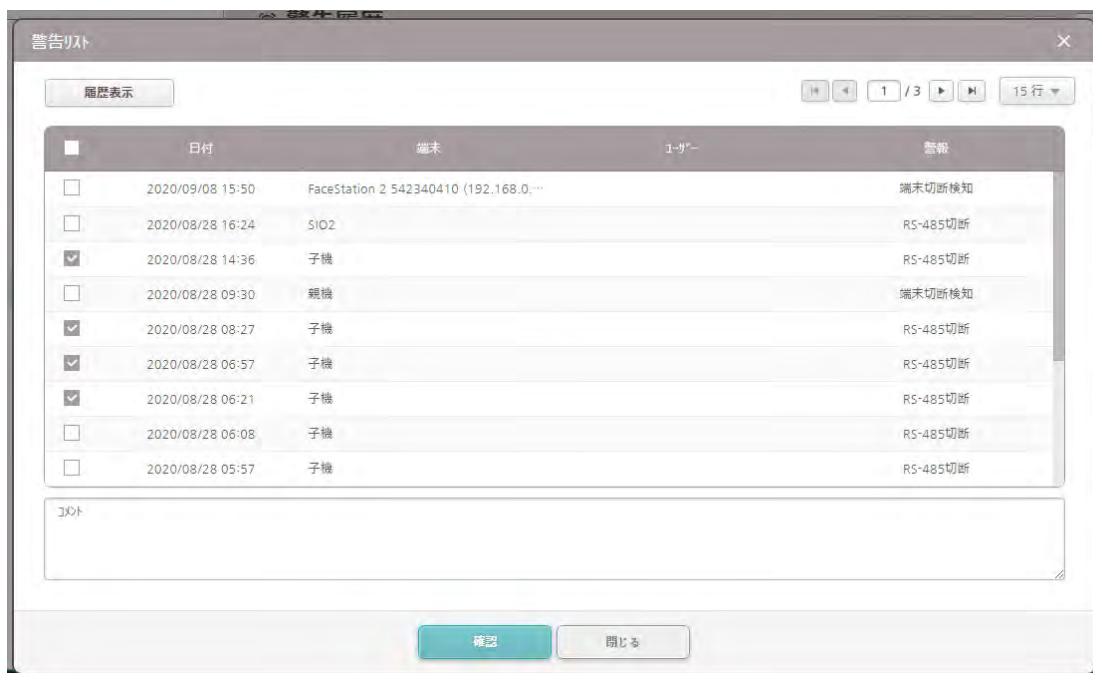 警告履歴
警告ﾘｽﾄ
履歴表示 1 / 3 15 行
日付 端末 ﾕｰｻﾞｰ 警報
2020/09/08 15:50 FaceStation 2 542340410 (192.168.0.… 端末切断検知
2020/08/28 16:24 SIO2 RS-485切断
2020/08/28 14:36 子機 RS-485切断
2020/08/28 09:30 親機 端末切断検知
2020/08/28 08:27 子機 RS-485切断
2020/08/28 06:57 子機 RS-485切断
2020/08/28 06:21 子機 RS-485切断
2020/08/28 06:08 子機 RS-485切断
2020/08/28 05:57 子機 RS-485切断
ｺﾒﾝﾄ
確認 閉じる